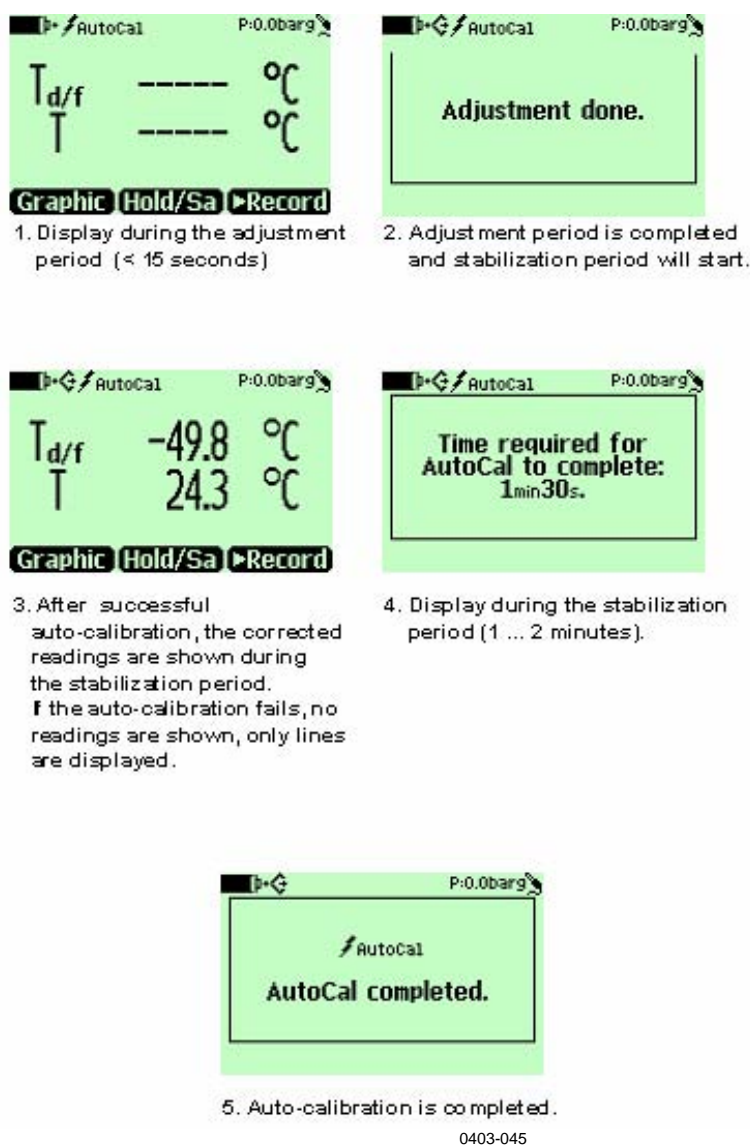 AutoCal P:0.0barg
Td/f ----- °C
T ----- °C
Graphic Hold/Sa ▶Record
1. Display during the adjustment
period (< 15 seconds)
AutoCal P:0.0barg
Adjustment done.
2. Adjustment period is completed
and stabilization period will start.
AutoCal P:0.0barg
Td/f -49.8 °C
T 24.3 °C
Graphic Hold/Sa ▶Record
3. After successful
auto-calibration, the corrected
readings are shown during
the stabilization period.
f the auto-calibration fails, no
readings are shown, only lines
are displayed.
AutoCal P:0.0barg
Time required for
AutoCal to complete:
1min30s.
4. Display during the stabilization
period (1 ... 2 minutes).
P:0.0barg
AutoCal
AutoCal completed.
5. Auto-calibration is completed.
0403-045